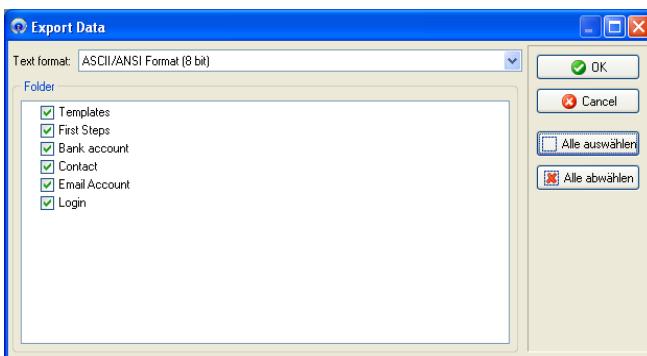 Export Data
Text format: ASCII/ANSI Format (8 bit)
OK
Folder
Cancel
Templates
First Steps
Bank account
Contact
Email Account
Login
Alle auswählen
Alle abwählen